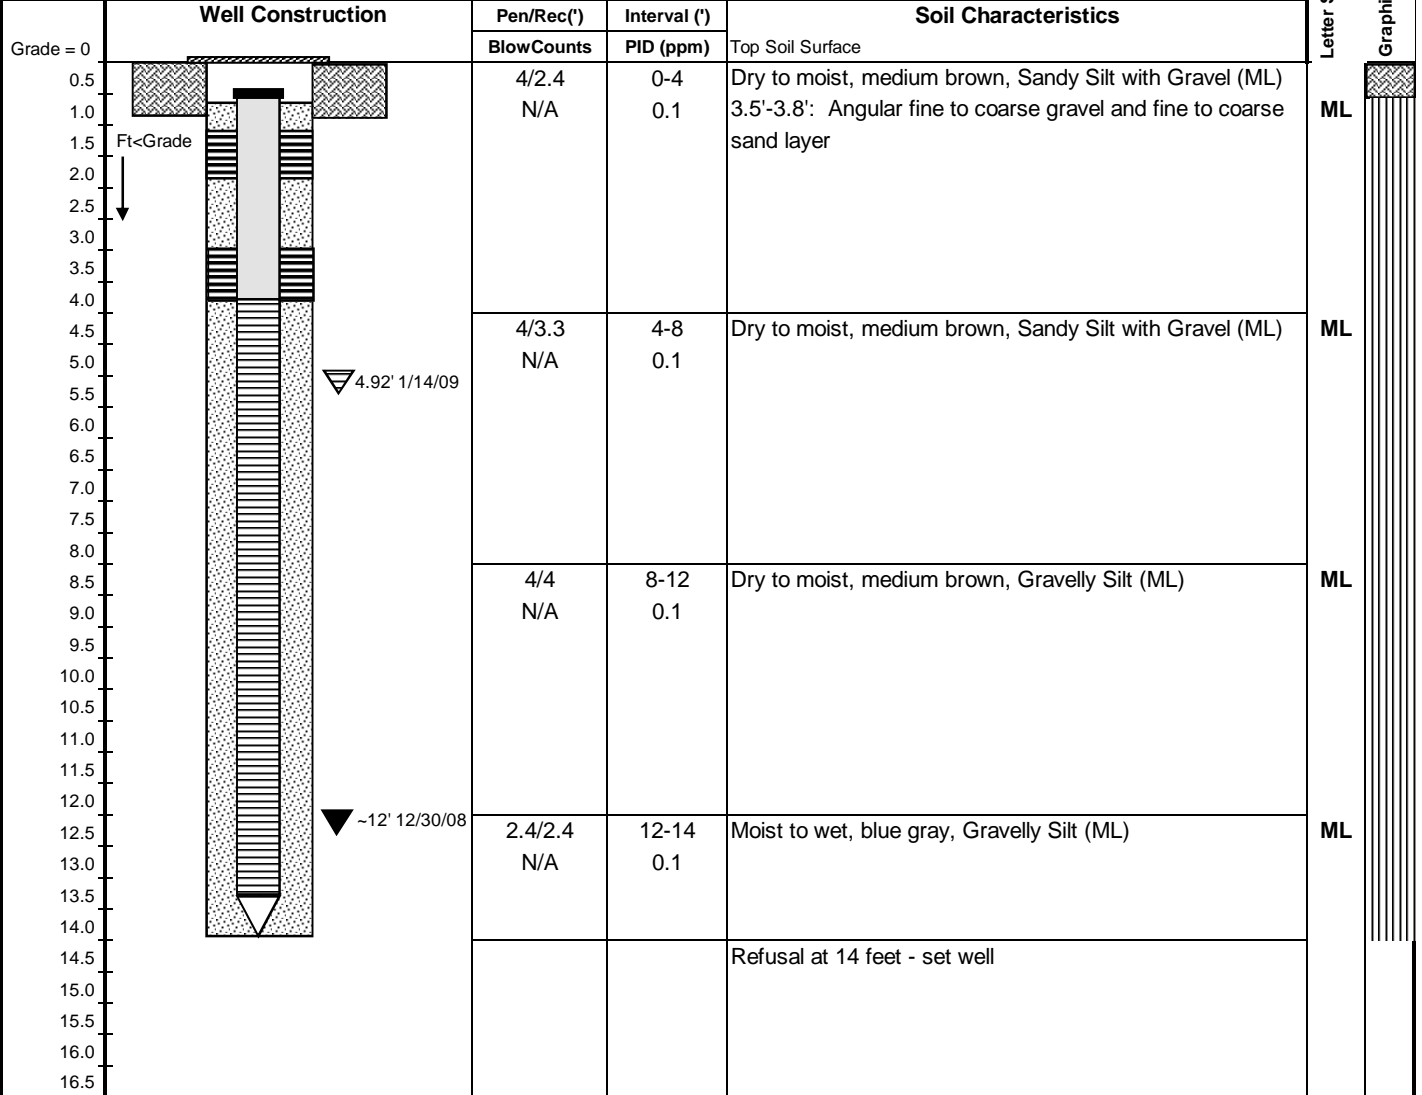 Well Construction Pen/Rec(') Interval (') Soil Characteristics Letter Graphi
Grade = 0 BlowCounts PID (ppm) Top Soil Surface
0.5 4/2.4 0-4 Dry to moist, medium brown, Sandy Silt with Gravel (ML)
1.0 N/A 0.1 3.5'-3.8': Angular fine to coarse gravel and fine to coarse ML
1.5 Ft<Grade sand layer
2.0
2.5
3.0
3.5
4.0
4.5 4/3.3 4-8 Dry to moist, medium brown, Sandy Silt with Gravel (ML) ML
5.0 N/A 0.1
4.92' 1/14/09
5.5
6.0
6.5
7.0
7.5
8.0
8.5 4/4 8-12 Dry to moist, medium brown, Gravelly Silt (ML) ML
9.0 N/A 0.1
9.5
10.0
10.5
11.0
11.5
12.0
~12' 12/30/08
12.5 2.4/2.4 12-14 Moist to wet, blue gray, Gravelly Silt (ML) ML
13.0 N/A 0.1
13.5
14.0
14.5 Refusal at 14 feet - set well
15.0
15.5
16.0
16.5